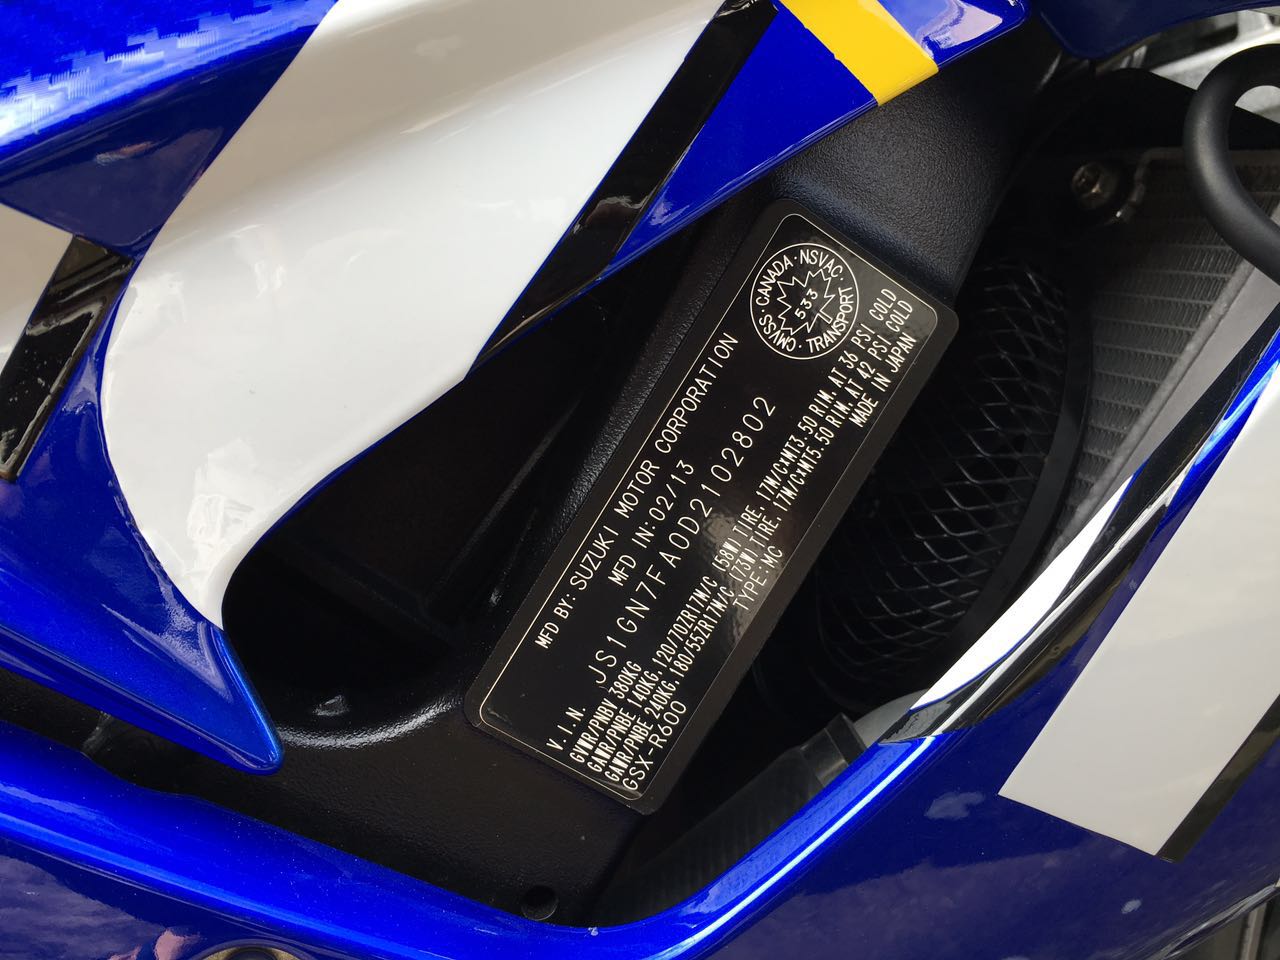 CMVSS · CANADA · NSVAC · TRANSPORT
533
MFD BY: SUZUKI MOTOR CORPORATION
MFD IN: 02/13
V.I.N. JS1GN7FA0D2102802
GVWR/PNBV 380KG
GAWR/PNBE 140KG, 120/70ZR17M/C (58W) TIRE, 17M/C×MT3.50 RIM, AT 36 PSI COLD
GAWR/PNBE 240KG, 180/55ZR17M/C (73W) TIRE, 17M/C×MT5.50 RIM, AT 42 PSI COLD
GSX-R600 TYPE: MC MADE IN JAPAN